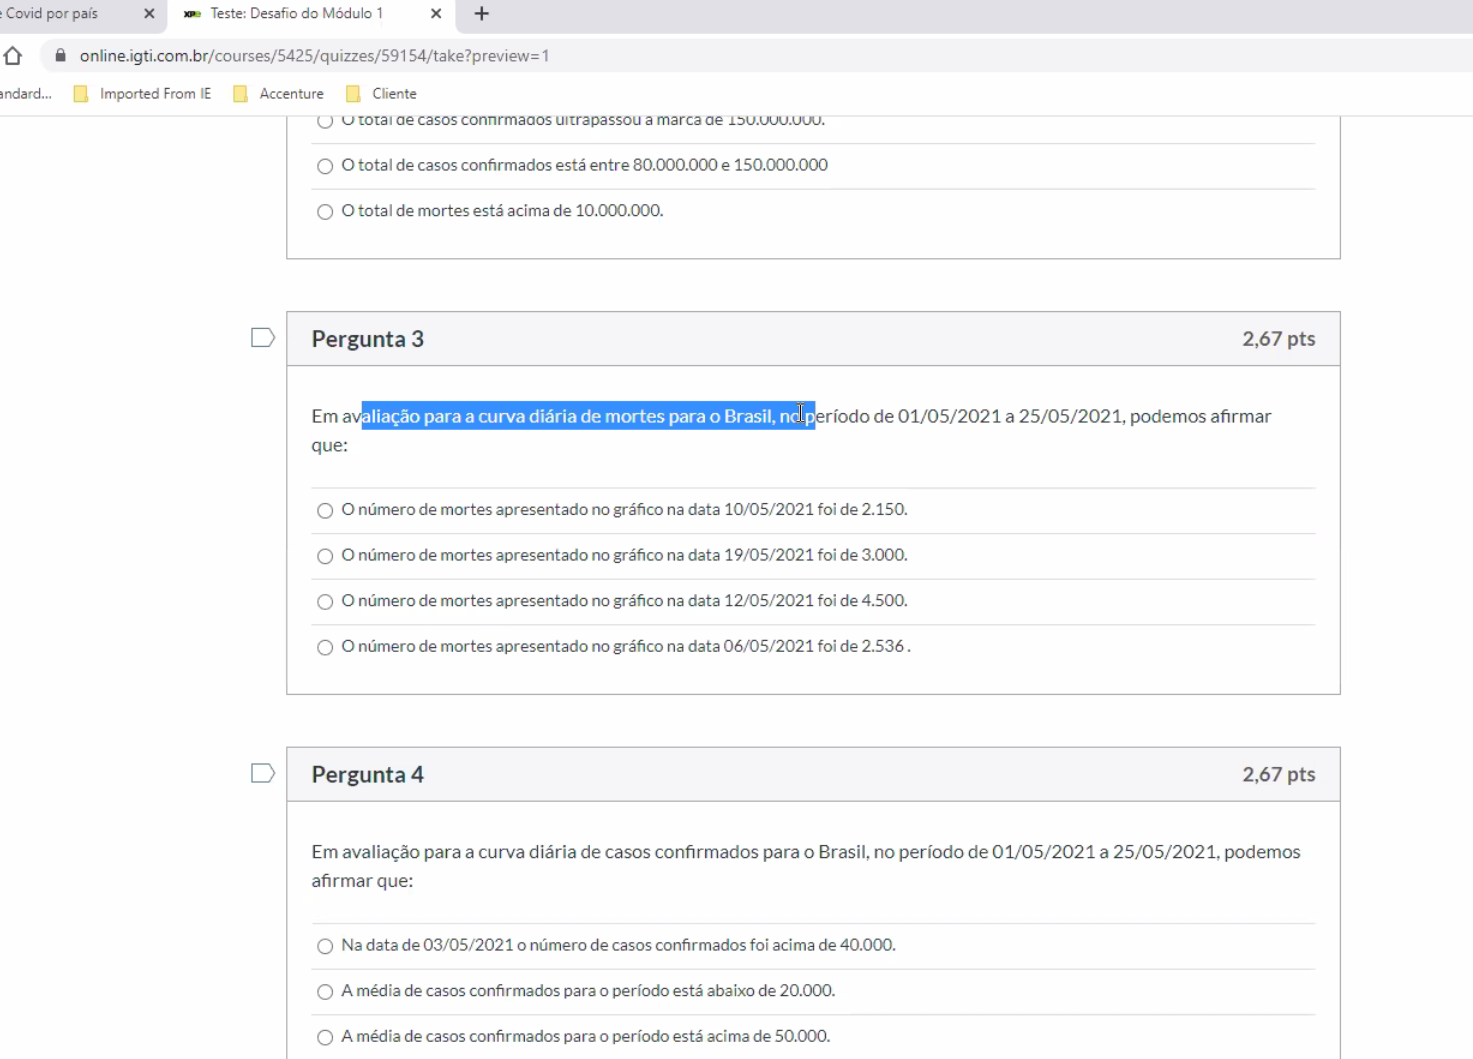 e Covid por país
XPe Teste: Desafio do Módulo 1
online.igti.com.br/courses/5425/quizzes/59154/take?preview=1
andard... Imported From IE Accenture Cliente
O total de casos confirmados ultrapassou a marca de 150.000.000.
O total de casos confirmados está entre 80.000.000 e 150.000.000
O total de mortes está acima de 10.000.000.
Pergunta 3 2,67 pts
Em avaliação para a curva diária de mortes para o Brasil, no período de 01/05/2021 a 25/05/2021, podemos afirmar
que:
O número de mortes apresentado no gráfico na data 10/05/2021 foi de 2.150.
O número de mortes apresentado no gráfico na data 19/05/2021 foi de 3.000.
O número de mortes apresentado no gráfico na data 12/05/2021 foi de 4.500.
O número de mortes apresentado no gráfico na data 06/05/2021 foi de 2.536 .
Pergunta 4 2,67 pts
Em avaliação para a curva diária de casos confirmados para o Brasil, no período de 01/05/2021 a 25/05/2021, podemos
afirmar que:
Na data de 03/05/2021 o número de casos confirmados foi acima de 40.000.
A média de casos confirmados para o período está abaixo de 20.000.
A média de casos confirmados para o período está acima de 50.000.